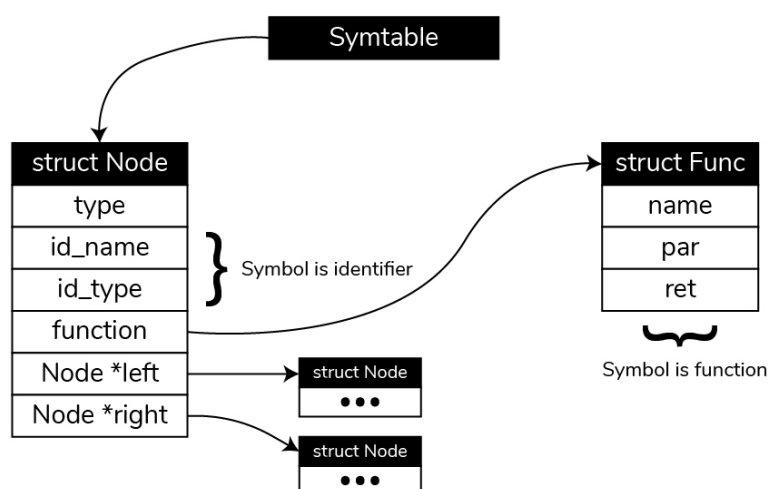 Symtable
struct Node
type
id_name
id_type
function
Node *left
Node *right
Symbol is identifier
struct Node
•••
struct Node
•••
struct Func
name
par
ret
Symbol is function